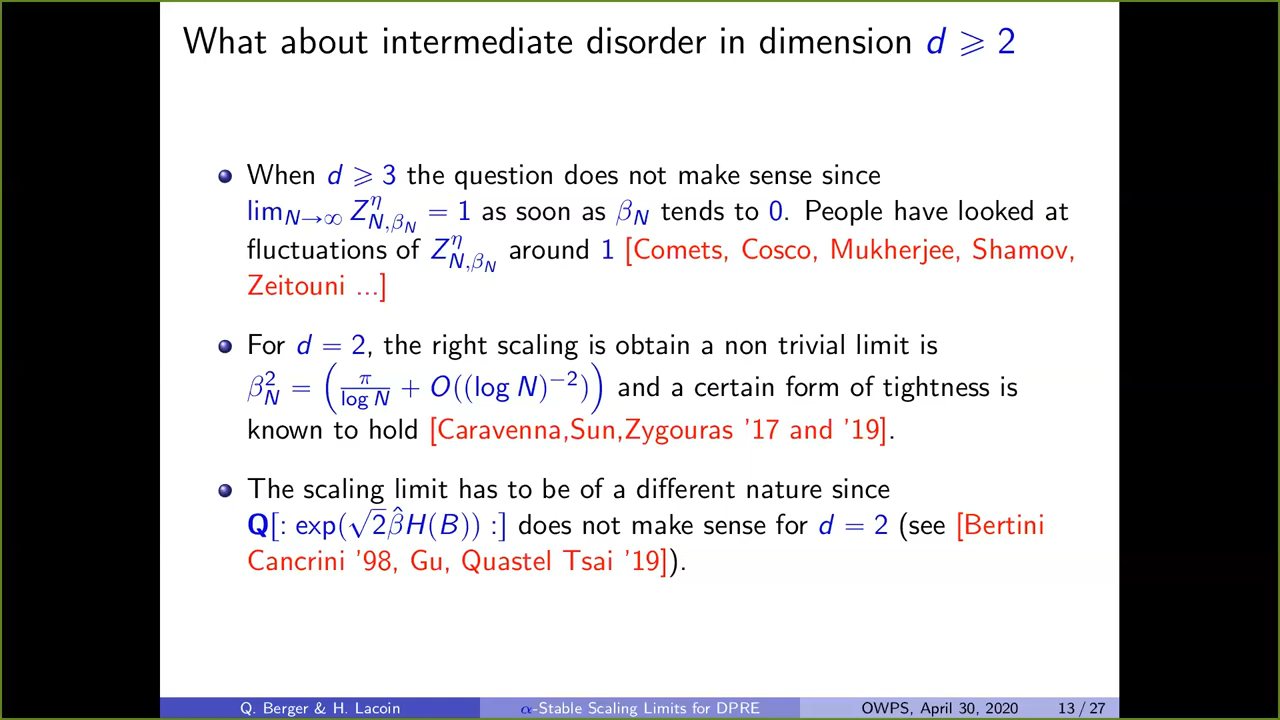 What about intermediate disorder in dimension d ⩾ 2
When d ⩾ 3 the question does not make sense since
lim_{N→∞} Z^η_{N,β_N} = 1 as soon as β_N tends to 0. People have looked at
fluctuations of Z^η_{N,β_N} around 1 [Comets, Cosco, Mukherjee, Shamov,
Zeitouni ...]
For d = 2, the right scaling is obtain a non trivial limit is
β²_N = (π/log N + O((log N)^{−2})) and a certain form of tightness is
known to hold [Caravenna,Sun,Zygouras '17 and '19].
The scaling limit has to be of a different nature since
Q[: exp(√2β̂H(B)) :] does not make sense for d = 2 (see [Bertini
Cancrini '98, Gu, Quastel Tsai '19]).
Q. Berger & H. Lacoin α-Stable Scaling Limits for DPRE OWPS, April 30, 2020 13 / 27